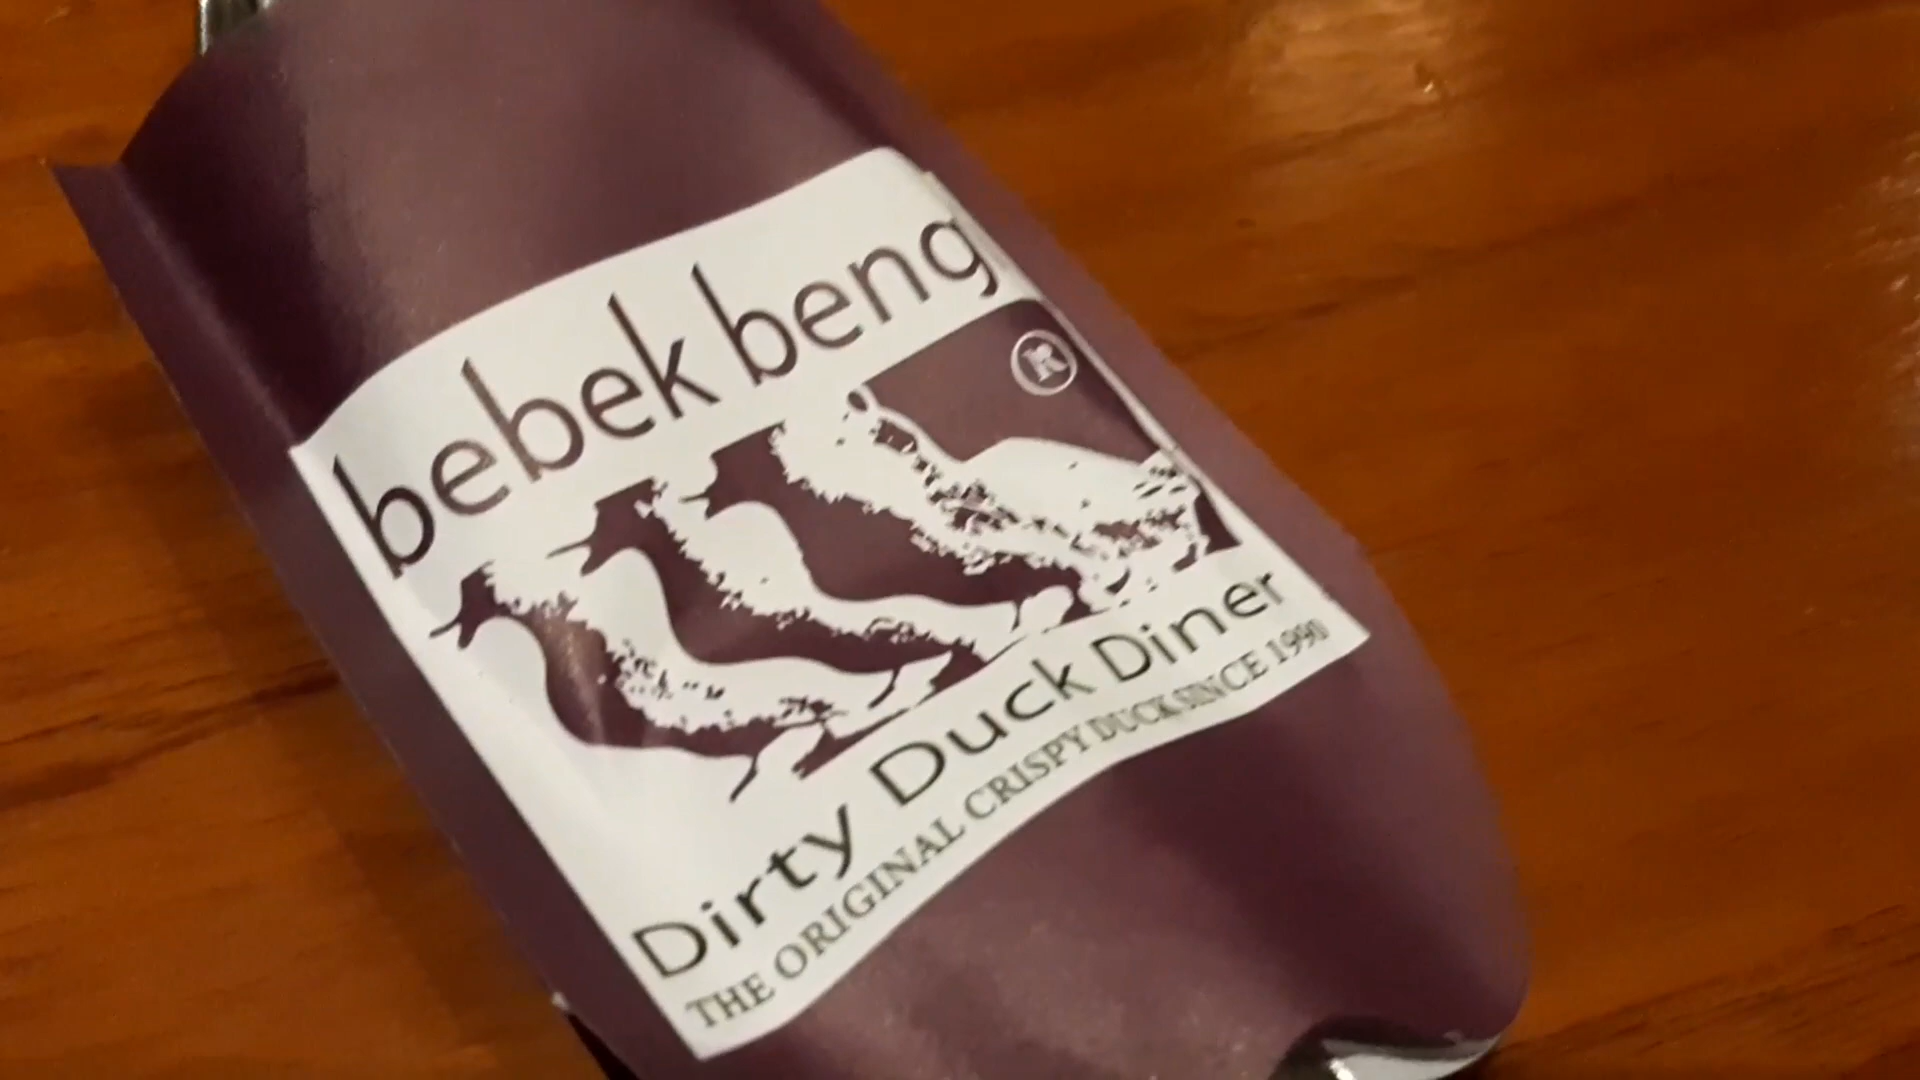 bebek beng
®
Dirty Duck Diner
THE ORIGINAL CRISPY DUCK SINCE 1990